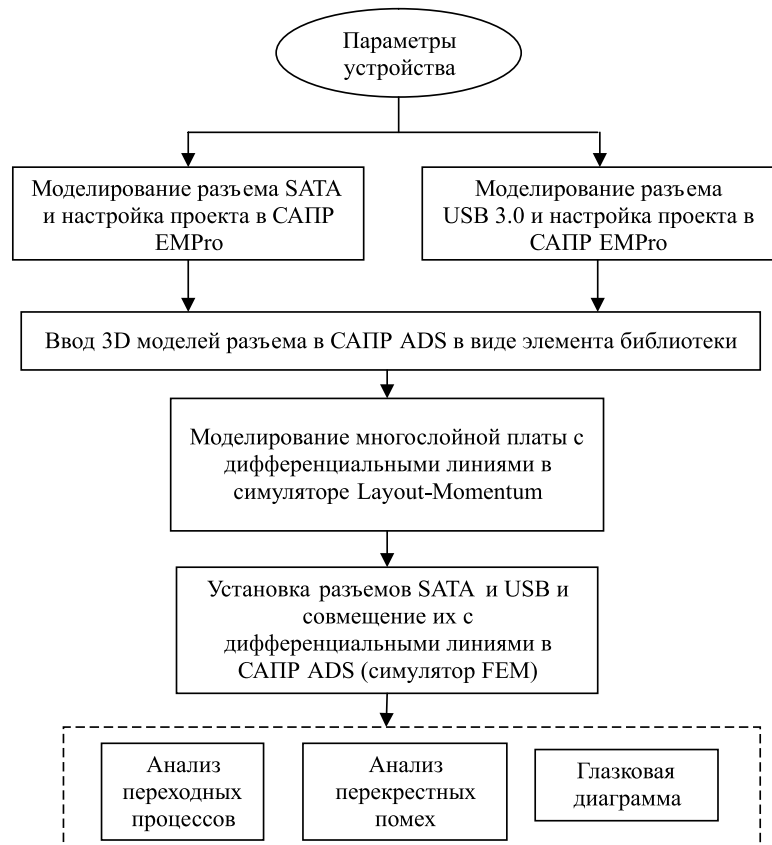 Параметры
устройства
Моделирование разъема SATA
и настройка проекта в САПР
EMPro
Моделирование разъема
USB 3.0 и настройка проекта в
САПР EMPro
Ввод 3D моделей разъема в САПР ADS в виде элемента библиотеки
Моделирование многослойной платы с
дифференциальными линиями в
симуляторе Layout-Momentum
Установка разъемов SATA и USB и
совмещение их с
дифференциальными линиями в
САПР ADS (симулятор FEM)
Анализ
переходных
процессов
Анализ
перекрестных
помех
Глазковая
диаграмма